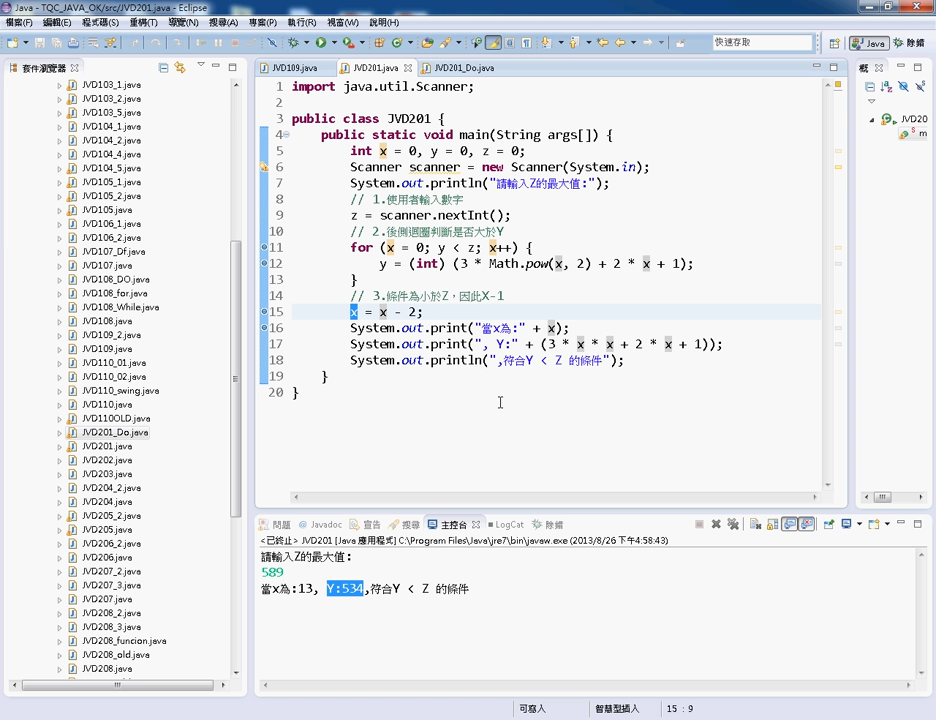 Java - TQC_JAVA_OK/src/JVD201.java - Eclipse
檔案(F) 編輯(E) 程式碼(S) 重構(T) 導覽(N) 搜尋(A) 專案(P) 執行(R) 視窗(W) 說明(H)
快速存取 Java 除錯
套件瀏覽器
JVD103_1.java
JVD103_2.java
JVD103_5.java
JVD104_1.java
JVD104_2.java
JVD104_4.java
JVD104_5.java
JVD105_1.java
JVD105_2.java
JVD105.java
JVD106_1.java
JVD106_2.java
JVD107_Df.java
JVD107.java
JVD108_DO.java
JVD108_for.java
JVD108_While.java
JVD108.java
JVD109_2.java
JVD109.java
JVD110_01.java
JVD110_02.java
JVD110_swing.java
JVD110.java
JVD110OLD.java
JVD201_Do.java
JVD201.java
JVD202.java
JVD203.java
JVD204_2.java
JVD204.java
JVD205_2.java
JVD205.java
JVD206_2.java
JVD206.java
JVD207_2.java
JVD207_3.java
JVD207.java
JVD208_2.java
JVD208_3.java
JVD208_funcion.java
JVD208_old.java
JVD208.java
JVD109.java JVD201.java JVD201_Do.java
1 import java.util.Scanner;
2
3 public class JVD201 {
4 public static void main(String args[]) {
5 int x = 0, y = 0, z = 0;
6 Scanner scanner = new Scanner(System.in);
7 System.out.println("請輸入Z的最大值:");
8 // 1.使用者輸入數字
9 z = scanner.nextInt();
10 // 2.後側迴圈判斷是否大於Y
11 for (x = 0; y < z; x++) {
12 y = (int) (3 * Math.pow(x, 2) + 2 * x + 1);
13 }
14 // 3.條件為小於Z，因此X-1
15 x = x - 2;
16 System.out.print("當x為:" + x);
17 System.out.print(", Y:" + (3 * x * x + 2 * x + 1));
18 System.out.println(",符合Y < Z 的條件");
19 }
20 }
概
JVD20
S m
問題 @ Javadoc 宣告 搜尋 主控台 LogCat 除錯
<已終止> JVD201 [Java 應用程式] C:\Program Files\Java\jre7\bin\javaw.exe (2013/8/26 下午4:58:43)
請輸入Z的最大值:
589
當x為:13, Y:534,符合Y < Z 的條件
可寫入 智慧型插入 15 : 9